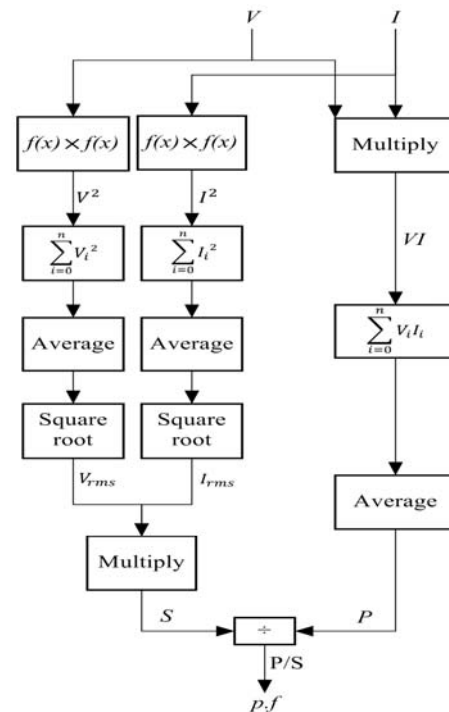 V I
f(x) × f(x) f(x) × f(x) Multiply
V² I² VI
∑ᵢ₌₀ⁿ Vᵢ² ∑ᵢ₌₀ⁿ Iᵢ² ∑ᵢ₌₀ⁿ VᵢIᵢ
Average Average
Square root Square root
Average
Vrms Irms
Multiply
S ÷ P
P/S
p.f